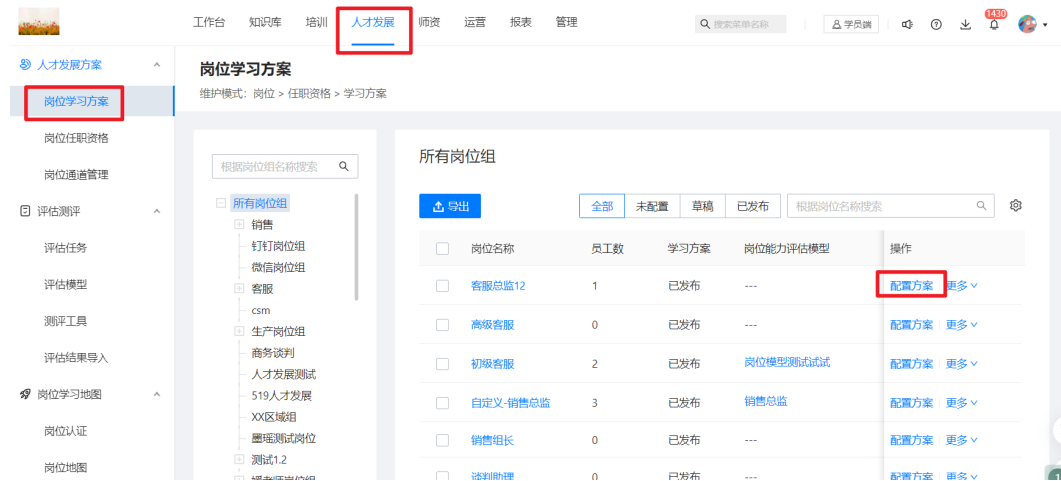 工作台 知识库 培训 人才发展 师资 运营 报表 管理 搜索菜单名称 学员端 1430
人才发展方案
岗位学习方案
岗位任职资格
岗位通道管理
评估测评
评估任务
评估模型
测评工具
评估结果导入
岗位学习地图
岗位认证
岗位地图
岗位学习方案
维护模式：岗位 > 任职资格 > 学习方案
根据岗位组名称搜索
所有岗位组
销售
钉钉岗位组
微信岗位组
客服
csm
生产岗位组
商务谈判
人才发展测试
519人才发展
XX区域组
墨瑶测试岗位
测试1.2
所有岗位组
导出 全部 未配置 草稿 已发布 根据岗位名称搜索
岗位名称 员工数 学习方案 岗位能力评估模型 操作
客服总监12 1 已发布 --- 配置方案 更多
高级客服 0 已发布 --- 配置方案 更多
初级客服 2 已发布 岗位模型测试试试 配置方案 更多
自定义-销售总监 3 已发布 销售总监 配置方案 更多
销售组长 0 已发布 --- 配置方案 更多
谈判助理 0 已发布 --- 配置方案 更多